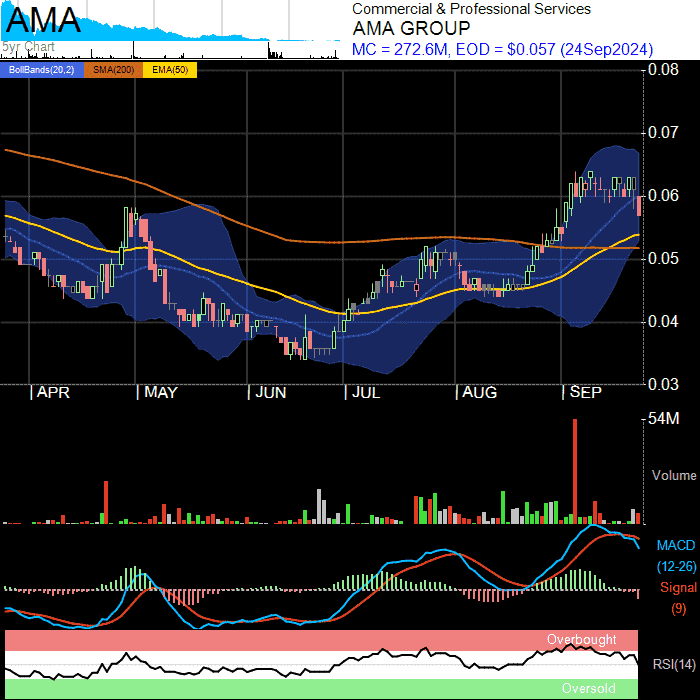 AMA
5yr Chart
Commercial & Professional Services
AMA GROUP
MC = 272.6M, EOD = $0.057 (24Sep2024)
BollBands(20,2) SMA(200) EMA(50)
0.08
0.07
0.06
0.05
0.04
0.03
APR MAY JUN JUL AUG SEP
54M
Volume
MACD
(12-26)
Signal
(9)
Overbought
RSI(14)
Oversold